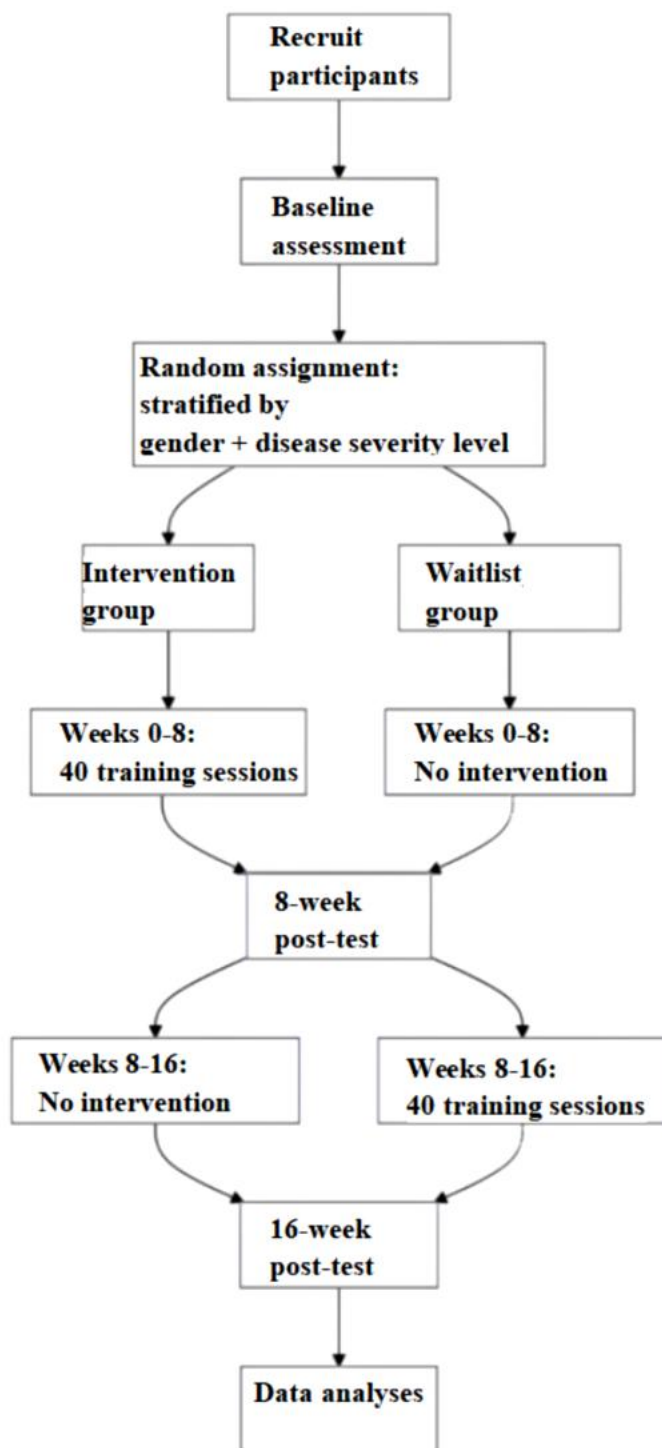 Recruit
participants
Baseline
assessment
Random assignment:
stratified by
gender + disease severity level
Intervention
group
Waitlist
group
Weeks 0-8:
40 training sessions
Weeks 0-8:
No intervention
8-week
post-test
Weeks 8-16:
No intervention
Weeks 8-16:
40 training sessions
16-week
post-test
Data analyses